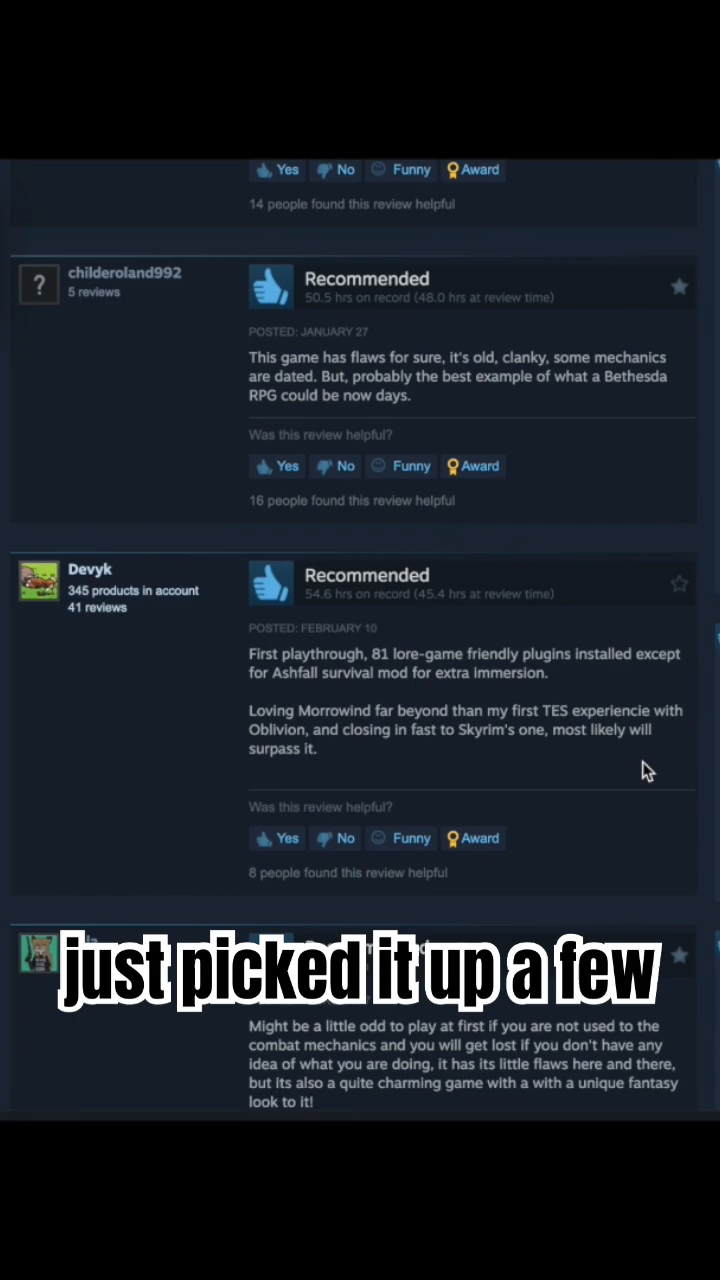 Yes No Funny Award
14 people found this review helpful
childeroland992
5 reviews
Recommended
50.5 hrs on record (48.0 hrs at review time)
POSTED: JANUARY 27
This game has flaws for sure, it's old, clanky, some mechanics
are dated. But, probably the best example of what a Bethesda
RPG could be now days.
Was this review helpful?
Yes No Funny Award
16 people found this review helpful
Devyk
345 products in account
41 reviews
Recommended
54.6 hrs on record (45.4 hrs at review time)
POSTED: FEBRUARY 10
First playthrough, 81 lore-game friendly plugins installed except
for Ashfall survival mod for extra immersion.
Loving Morrowind far beyond than my first TES experiencie with
Oblivion, and closing in fast to Skyrim's one, most likely will
surpass it.
Was this review helpful?
Yes No Funny Award
8 people found this review helpful
just picked it up a few
Might be a little odd to play at first if you are not used to the
combat mechanics and you will get lost if you don't have any
idea of what you are doing, it has its little flaws here and there,
but its also a quite charming game with a with a unique fantasy
look to it!